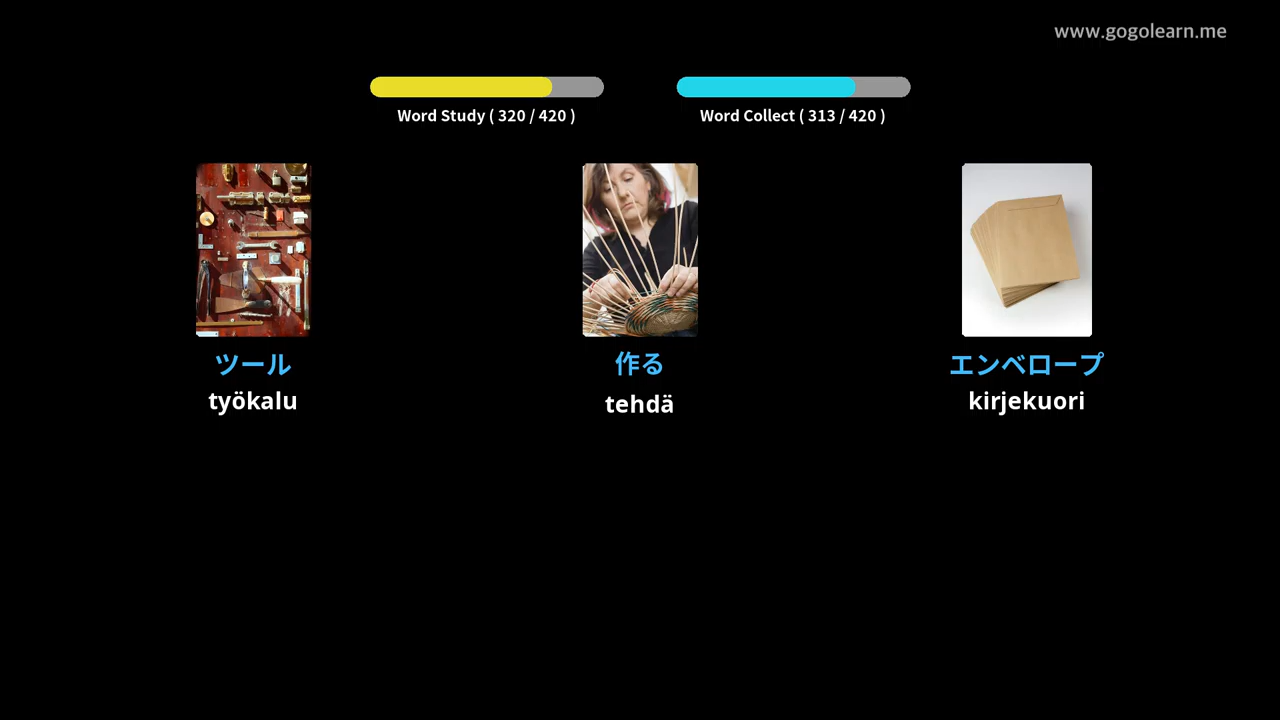 www.gogolearn.me
Word Study ( 320 / 420 )
Word Collect ( 313 / 420 )
ツール
työkalu
作る
tehdä
エンベロープ
kirjekuori